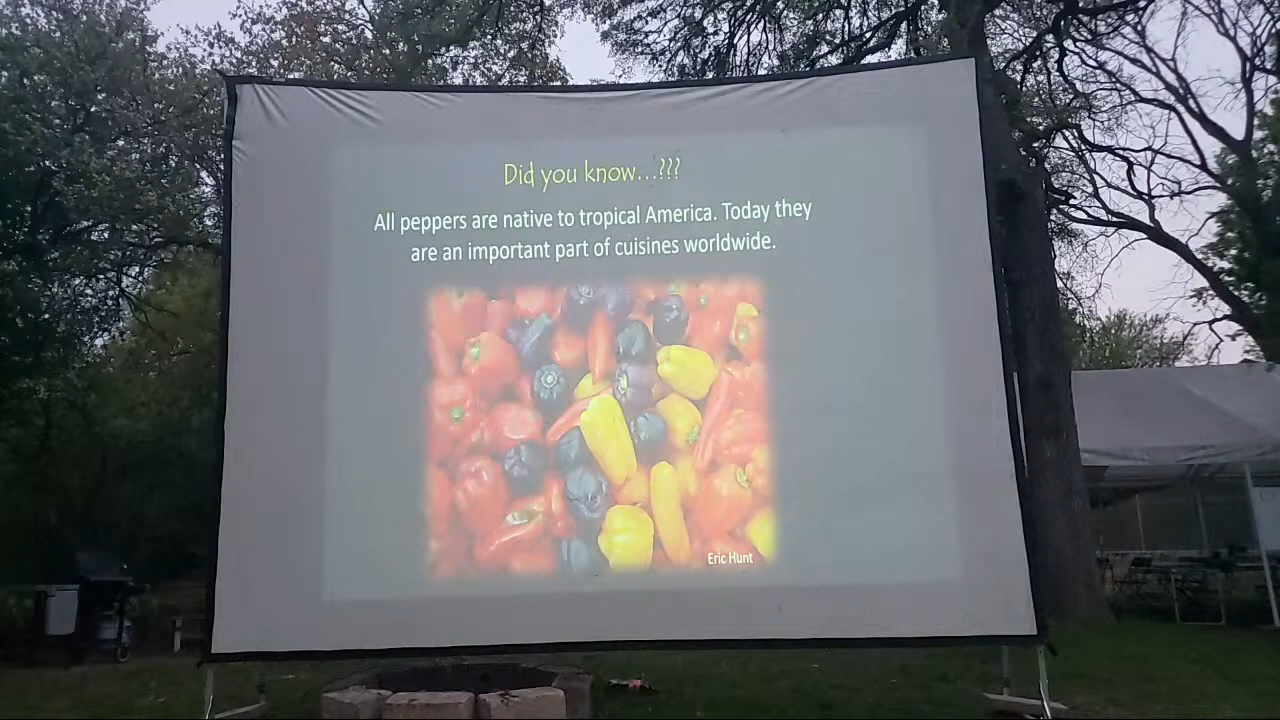 Did you know...???
All peppers are native to tropical America. Today they
are an important part of cuisines worldwide.
Eric Hunt